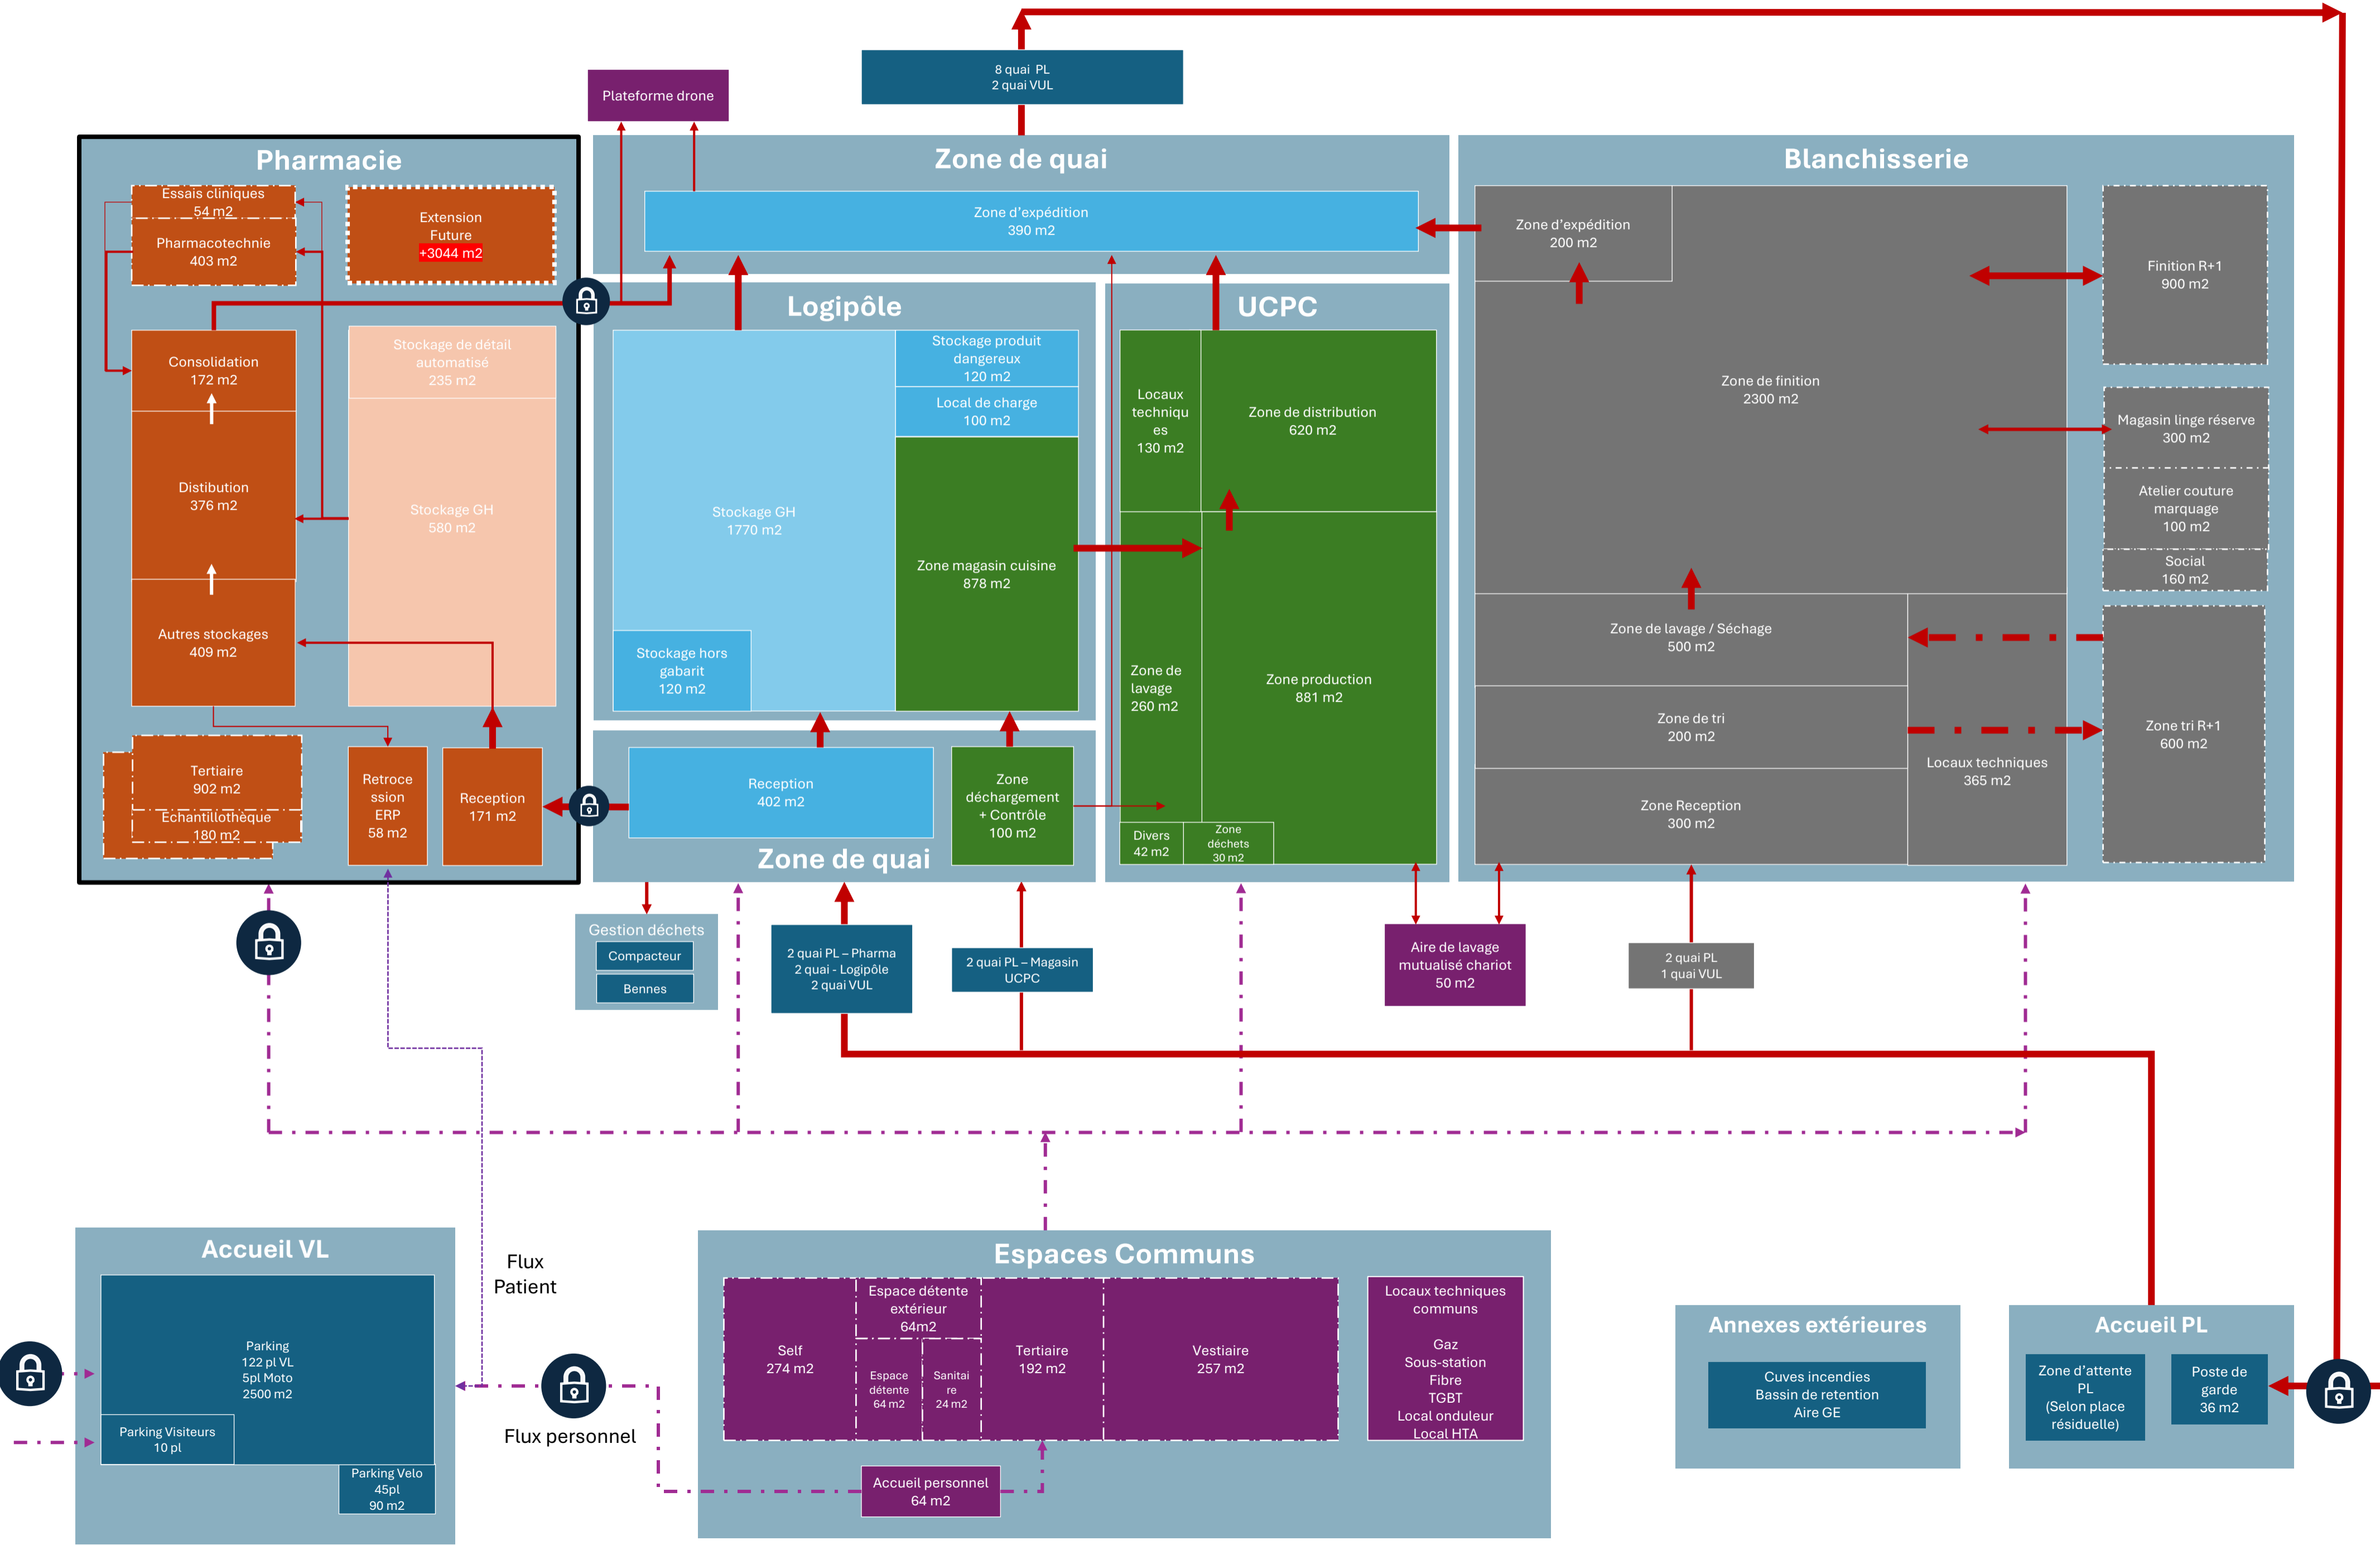 8 quai PL
2 quai VUL
Plateforme drone
Pharmacie
Essais cliniques
54 m2
Pharmacotechnie
403 m2
Extension
Future
+3044 m2
Consolidation
172 m2
Stockage de détail
automatisé
235 m2
Distibution
376 m2
Stockage GH
580 m2
Autres stockages
409 m2
Tertiaire
902 m2
Echantillothèque
180 m2
Retroce
ssion
ERP
58 m2
Reception
171 m2
Zone de quai
Zone d'expédition
390 m2
Logipôle
Stockage GH
1770 m2
Stockage produit
dangereux
120 m2
Local de charge
100 m2
Zone magasin cuisine
878 m2
Stockage hors
gabarit
120 m2
Reception
402 m2
Zone
déchargement
+ Contrôle
100 m2
Zone de quai
UCPC
Locaux
techniqu
es
130 m2
Zone de distribution
620 m2
Zone de
lavage
260 m2
Zone production
881 m2
Divers
42 m2
Zone
déchets
30 m2
Blanchisserie
Zone d'expédition
200 m2
Zone de finition
2300 m2
Zone de lavage / Séchage
500 m2
Zone de tri
200 m2
Zone Reception
300 m2
Locaux techniques
365 m2
Finition R+1
900 m2
Magasin linge réserve
300 m2
Atelier couture
marquage
100 m2
Social
160 m2
Zone tri R+1
600 m2
Gestion déchets
Compacteur
Bennes
2 quai PL – Pharma
2 quai - Logipôle
2 quai VUL
2 quai PL – Magasin
UCPC
Aire de lavage
mutualisé chariot
50 m2
2 quai PL
1 quai VUL
Accueil VL
Parking
122 pl VL
5pl Moto
2500 m2
Parking Visiteurs
10 pl
Parking Velo
45pl
90 m2
Flux
Patient
Flux personnel
Espaces Communs
Self
274 m2
Espace détente
extérieur
64m2
Espace
détente
64 m2
Sanitai
re
24 m2
Tertiaire
192 m2
Vestiaire
257 m2
Locaux techniques
communs
Gaz
Sous-station
Fibre
TGBT
Local onduleur
Local HTA
Accueil personnel
64 m2
Annexes extérieures
Cuves incendies
Bassin de retention
Aire GE
Accueil PL
Zone d'attente
PL
(Selon place
résiduelle)
Poste de
garde
36 m2